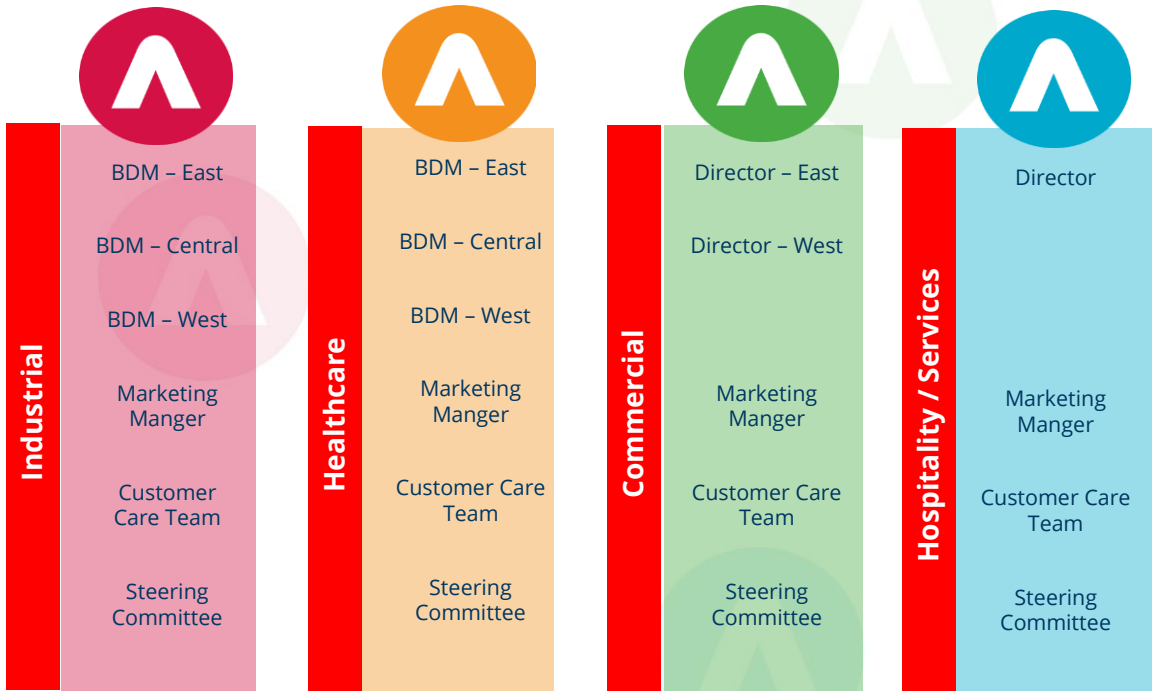 Industrial
BDM – East
BDM – Central
BDM – West
Marketing
Manger
Customer
Care Team
Steering
Committee
Healthcare
BDM – East
BDM – Central
BDM – West
Marketing
Manger
Customer Care
Team
Steering
Committee
Commercial
Director – East
Director – West
Marketing
Manger
Customer Care
Team
Steering
Committee
Hospitality / Services
Director
Marketing
Manger
Customer Care
Team
Steering
Committee